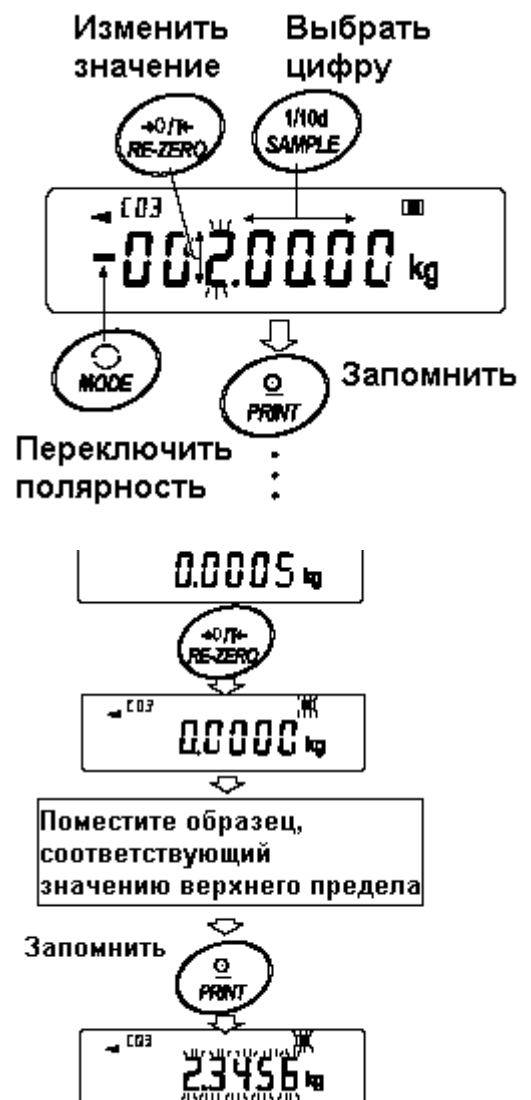 Изменить
значение
Выбрать
цифру
→0/T←
RE-ZERO
1/10d
SAMPLE
C03
-002.0000 kg
MODE
PRINT
Запомнить
Переключить
полярность
0.0005 kg
→0/T←
RE-ZERO
C03
0.0000 kg
Поместите образец,
соответствующий
значению верхнего предела
Запомнить
PRINT
C03
2.3456 kg